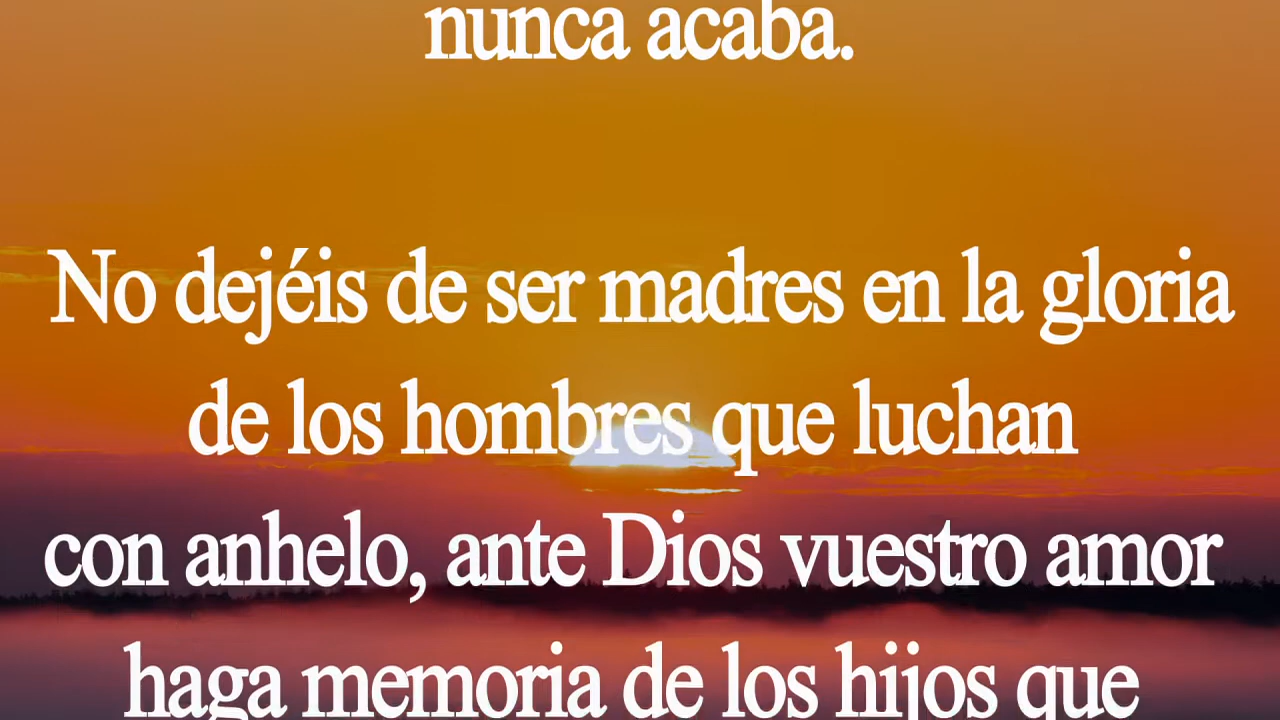 nunca acaba.
No dejéis de ser madres en la gloria
de los hombres que luchan
con anhelo, ante Dios vuestro amor
haga memoria de los hijos que